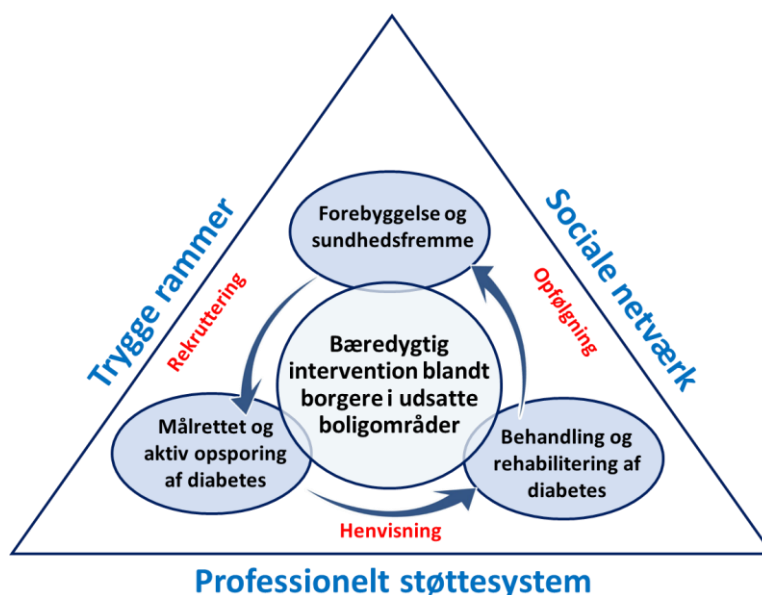 Trygge rammer
Sociale netværk
Forebyggelse og
sundhedsfremme
Rekruttering
Opfølgning
Bæredygtig
intervention blandt
borgere i udsatte
boligområder
Målrettet og
aktiv opsporing
af diabetes
Behandling og
rehabilitering af
diabetes
Henvisning
Professionelt støttesystem